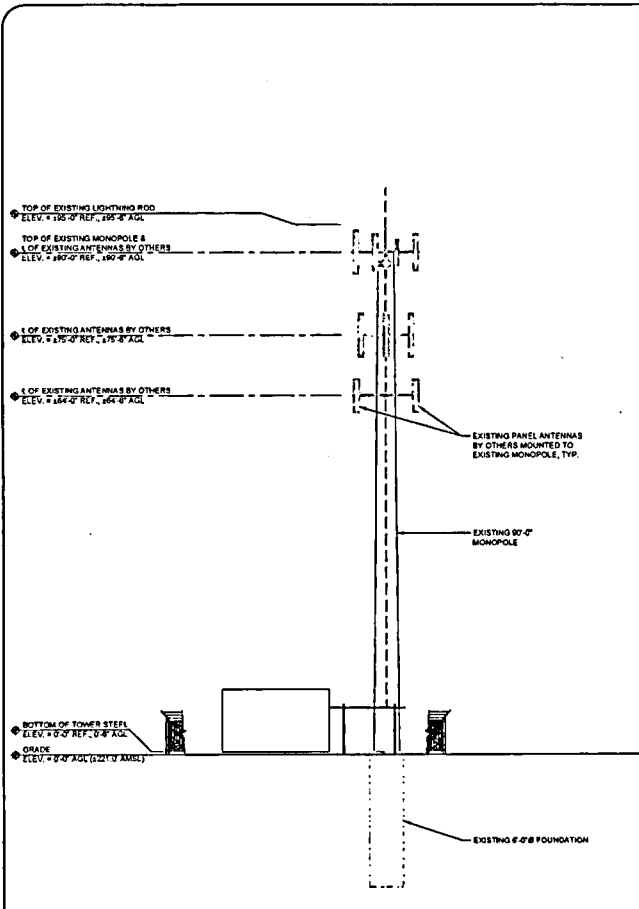 TOP OF EXISTING LIGHTNING ROD
ELEV. = ±95'-0" REF., ±95'-6" AGL
TOP OF EXISTING MONOPOLE &
℄ OF EXISTING ANTENNAS BY OTHERS
ELEV. = ±90'-0" REF., ±90'-6" AGL
℄ OF EXISTING ANTENNAS BY OTHERS
ELEV. = ±75'-0" REF., ±75'-6" AGL
℄ OF EXISTING ANTENNAS BY OTHERS
ELEV. = ±64'-0" REF., ±64'-6" AGL
EXISTING PANEL ANTENNAS
BY OTHERS MOUNTED TO
EXISTING MONOPOLE, TYP.
EXISTING 90'-0"
MONOPOLE
BOTTOM OF TOWER STEEL
ELEV. = 0'-0" REF., 0'-6" AGL
GRADE
ELEV. = 0'-0" AGL (±221.0' AMSL)
EXISTING 6'-0"Ø FOUNDATION